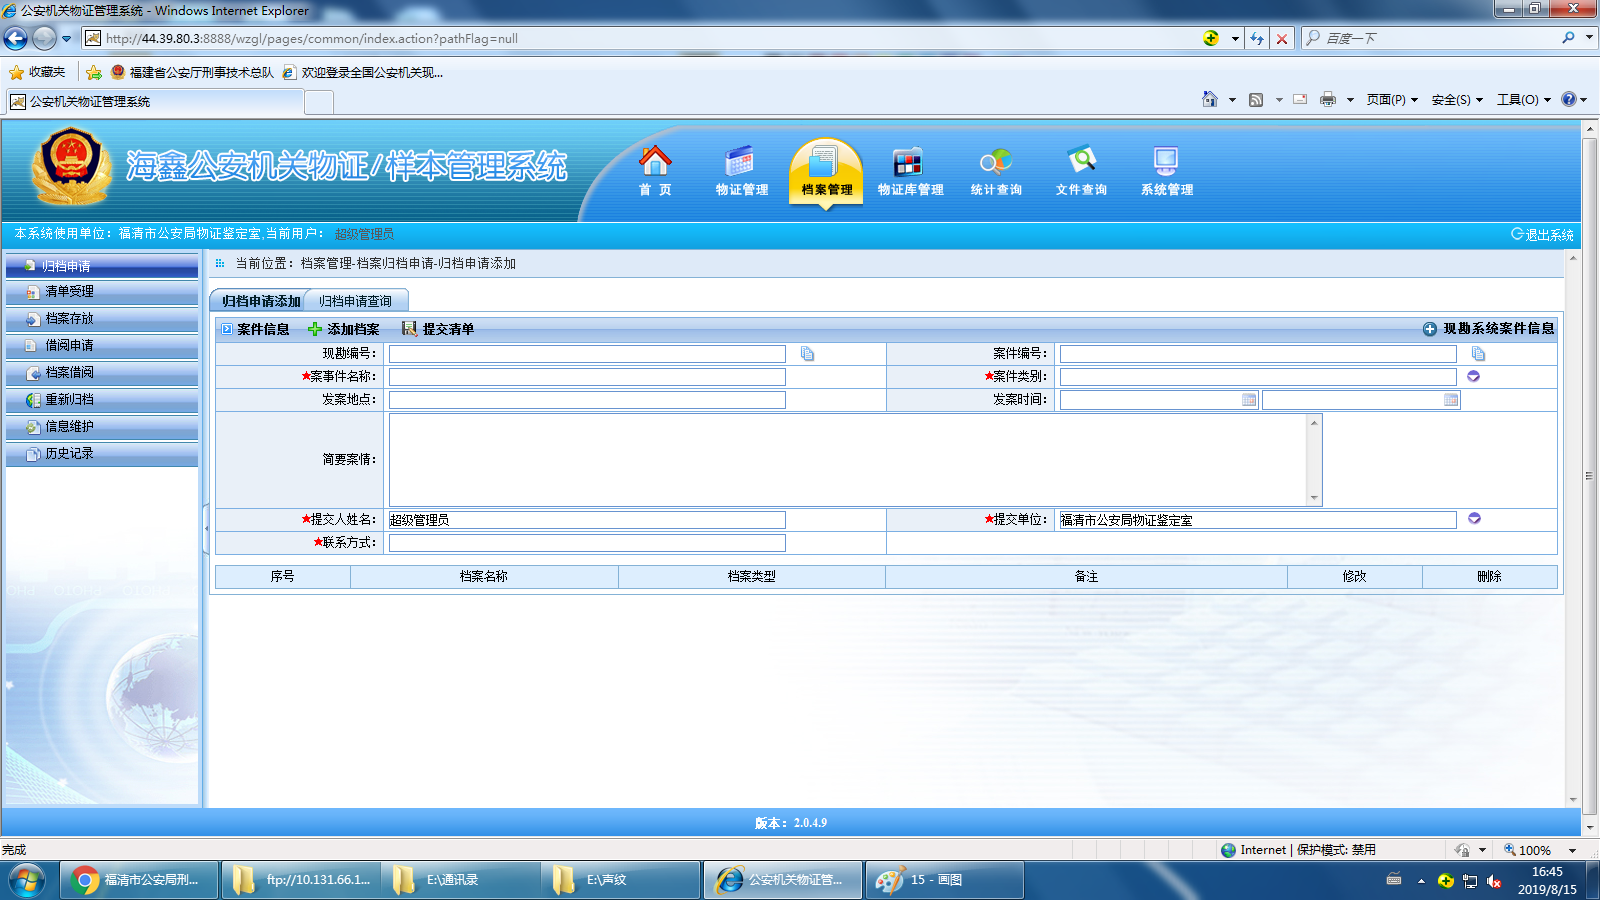 公安机关物证管理系统 - Windows Internet Explorer
http://44.39.80.3:8888/wzgl/pages/common/index.action?pathFlag=null
百度一下
收藏夹
福建省公安厅刑事技术总队
欢迎登录全国公安机关现...
公安机关物证管理系统
页面(P) 安全(S) 工具(O)
海鑫公安机关物证/样本管理系统
首 页
物证管理
档案管理
物证库管理
统计查询
文件查询
系统管理
本系统使用单位：福清市公安局物证鉴定室,当前用户： 超级管理员
退出系统
归档申请
清单受理
档案存放
借阅申请
档案借阅
重新归档
信息维护
历史记录
当前位置：档案管理-档案归档申请-归档申请添加
归档申请添加 归档申请查询
案件信息 添加档案 提交清单 现勘系统案件信息
现勘编号： 案件编号：
★案事件名称： ★案件类别：
发案地点： 发案时间：
简要案情：
★提交人姓名： 超级管理员 ★提交单位： 福清市公安局物证鉴定室
★联系方式：
序号 档案名称 档案类型 备注 修改 删除
版本：2.0.4.9
完成
Internet | 保护模式: 禁用
100%
福清市公安局刑...
ftp://10.131.66.1...
E:\通讯录
E:\声纹
公安机关物证管...
15 - 画图
16:45
2019/8/15